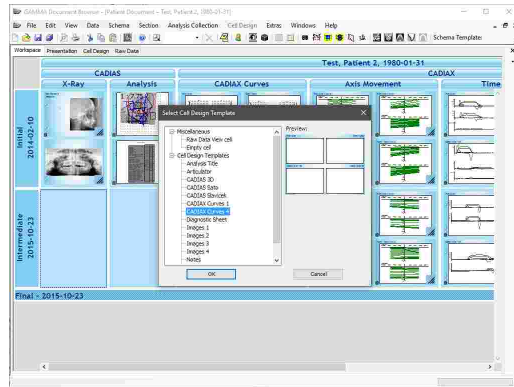 GAMMA Document Browser - [Patient Document - Test, Patient 2, 1980-01-31]
File Edit View Data Schema Section Analysis Collection Cell Design Extras Windows Help
Schema Template:
Workspace Presentation Cell Design Raw Data
Test, Patient 2, 1980-01-31
CADIAS CADIAX
X-Ray Analysis CADIAX Curves Axis Movement Time
Initial
2014-02-10
Select Cell Design Template
Miscellaneous
Raw Data View cell
Empty cell
Cell Design Templates
Analysis Title
Articulator
CADIAS 3D
CADIAS Sato
CADIAS Slavicek
CADIAX Curves 1
CADIAX Curves 4
Diagnostic Sheet
Images 1
Images 2
Images 3
Images 4
Notes
Preview:
OK Cancel
Intermediate
2015-10-23
Final - 2015-10-23